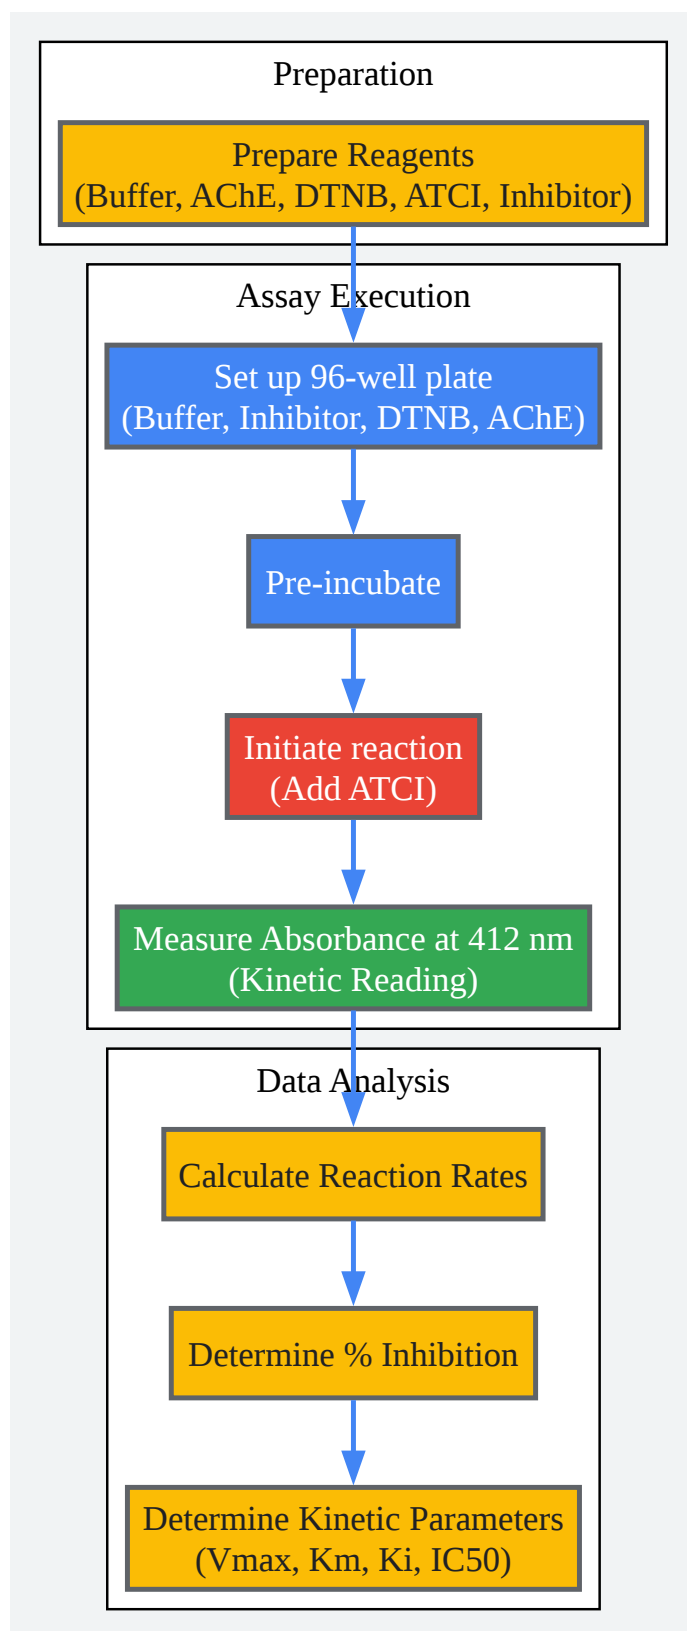 Preparation
Prepare Reagents
(Buffer, AChE, DTNB, ATCI, Inhibitor)
Assay Execution
Set up 96-well plate
(Buffer, Inhibitor, DTNB, AChE)
Pre-incubate
Initiate reaction
(Add ATCI)
Measure Absorbance at 412 nm
(Kinetic Reading)
Data Analysis
Calculate Reaction Rates
Determine % Inhibition
Determine Kinetic Parameters
(Vmax, Km, Ki, IC50)